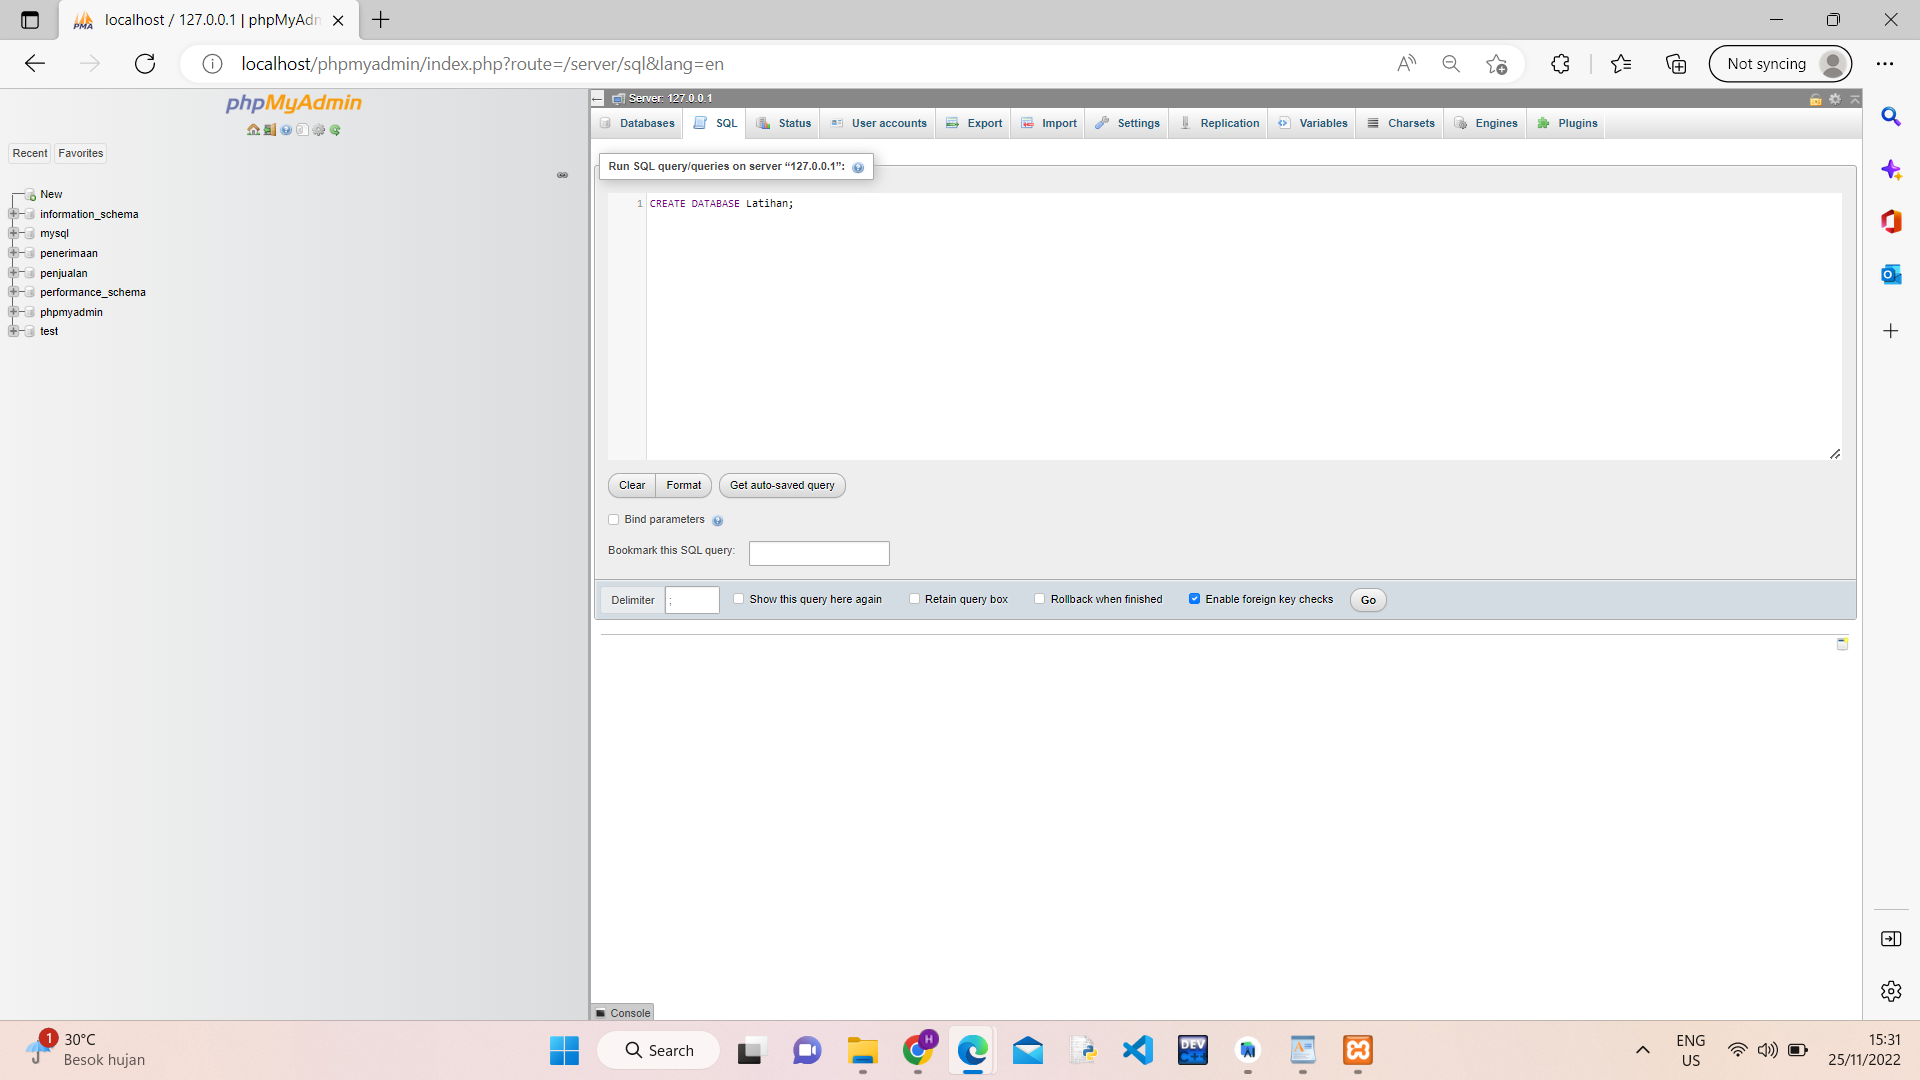 localhost / 127.0.0.1 | phpMyAdm
localhost/phpmyadmin/index.php?route=/server/sql&lang=en
Not syncing
phpMyAdmin
Recent Favorites
New
information_schema
mysql
penerimaan
penjualan
performance_schema
phpmyadmin
test
Server: 127.0.0.1
Databases SQL Status User accounts Export Import Settings Replication Variables Charsets Engines Plugins
Run SQL query/queries on server “127.0.0.1”:
1 CREATE DATABASE Latihan;
Clear Format Get auto-saved query
Bind parameters
Bookmark this SQL query:
Delimiter ; Show this query here again Retain query box Rollback when finished Enable foreign key checks Go
Console
1 30°C
Besok hujan
Search
H
DEV
C++
ENG
US
15:31
25/11/2022